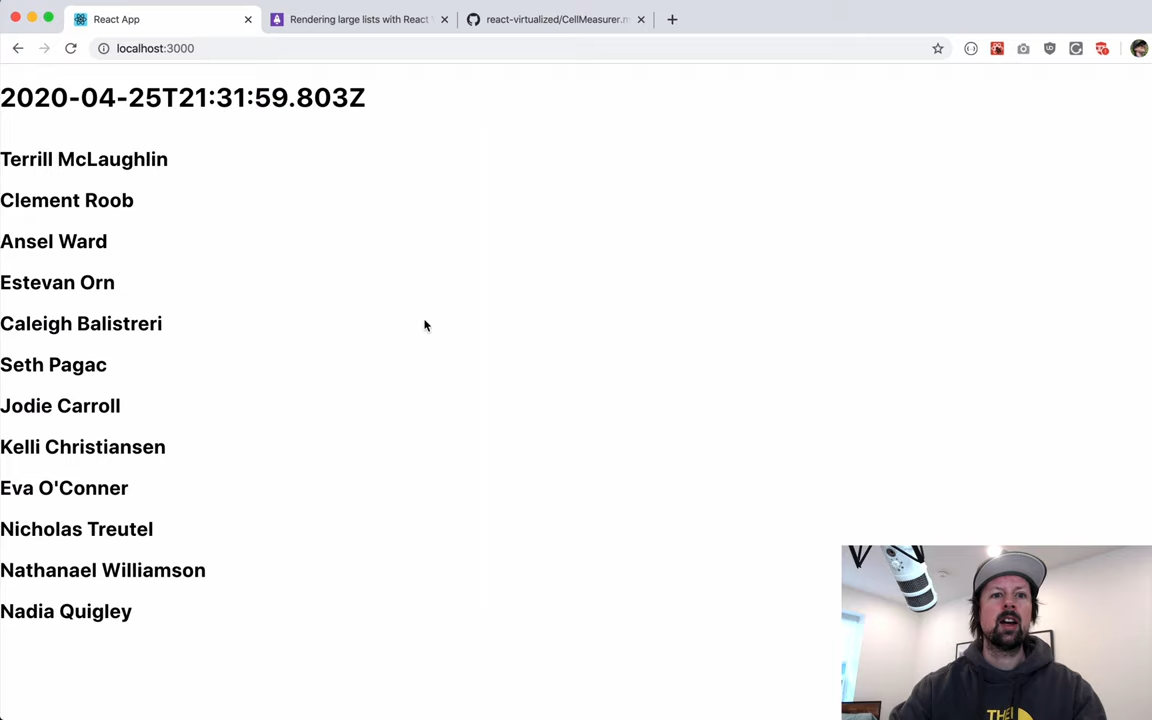 React App
Rendering large lists with React
react-virtualized/CellMeasurer.m
localhost:3000
2020-04-25T21:31:59.803Z
Terrill McLaughlin
Clement Roob
Ansel Ward
Estevan Orn
Caleigh Balistreri
Seth Pagac
Jodie Carroll
Kelli Christiansen
Eva O'Conner
Nicholas Treutel
Nathanael Williamson
Nadia Quigley